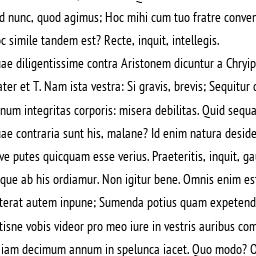 d nunc, quod agimus; Hoc mihi cum tuo fratre conver
c simile tandem est? Recte, inquit, intellegis.
ae diligentissime contra Aristonem dicuntur a Chryip
ater et T. Nam ista vestra: Si gravis, brevis; Sequitur
num integritas corporis: misera debilitas. Quid sequa
ae contraria sunt his, malane? Id enim natura deside
ve putes quicquam esse verius. Praeteritis, inquit, ga
que ab his ordiamur. Non igitur bene. Omnis enim es
terat autem inpune; Sumenda potius quam expetend
tisne vobis videor pro meo iure in vestris auribus com
iam decimum annum in spelunca iacet. Quo modo?